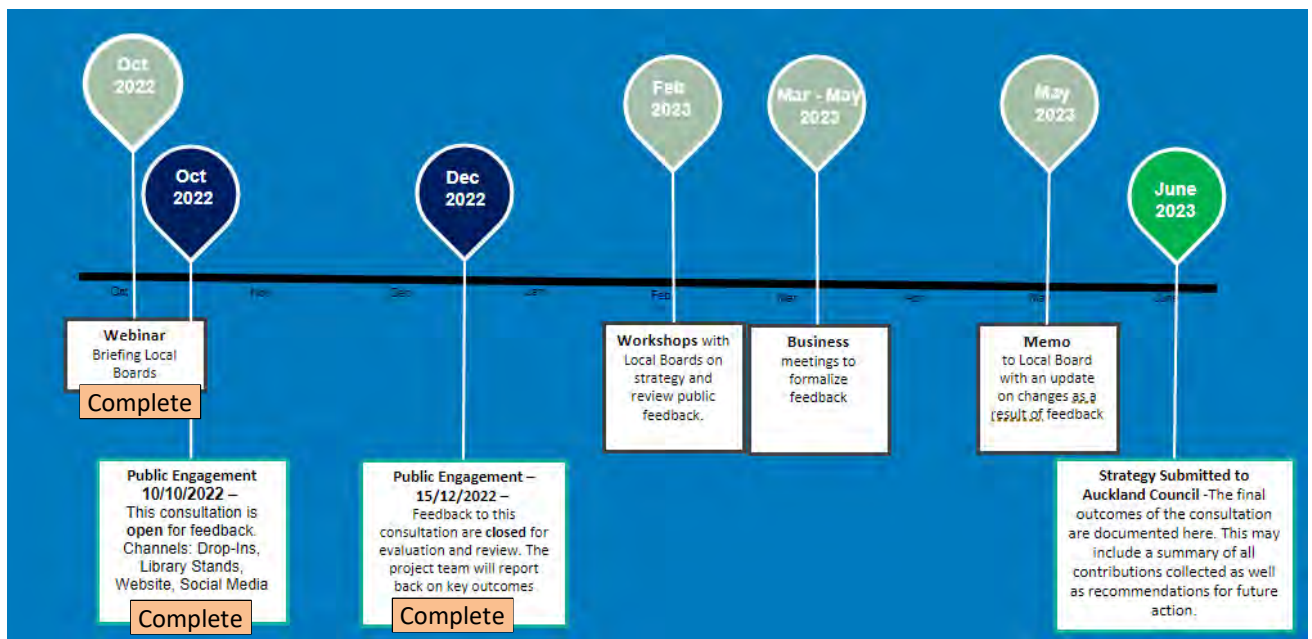 Oct
2022
Oct
2022
Dec
2022
Feb
2023
Mar - May
2023
May
2023
June
2023
Oct
Nov
Dec
Jan
Feb
Mar
Apr
May
June
Webinar
Briefing Local
Boards
Complete
Public Engagement
10/10/2022 –
This consultation is
open for feedback.
Channels: Drop-Ins,
Library Stands,
Website, Social Media
Complete
Public Engagement –
15/12/2022 –
Feedback to this
consultation are closed for
evaluation and review. The
project team will report
back on key outcomes
Complete
Workshops with
Local Boards on
strategy and
review public
feedback.
Business
meetings to
formalize
feedback
Memo
to Local Board
with an update
on changes as a
result of feedback
Strategy Submitted to
Auckland Council -The final
outcomes of the consultation
are documented here. This may
include a summary of all
contributions collected as well
as recommendations for future
action.